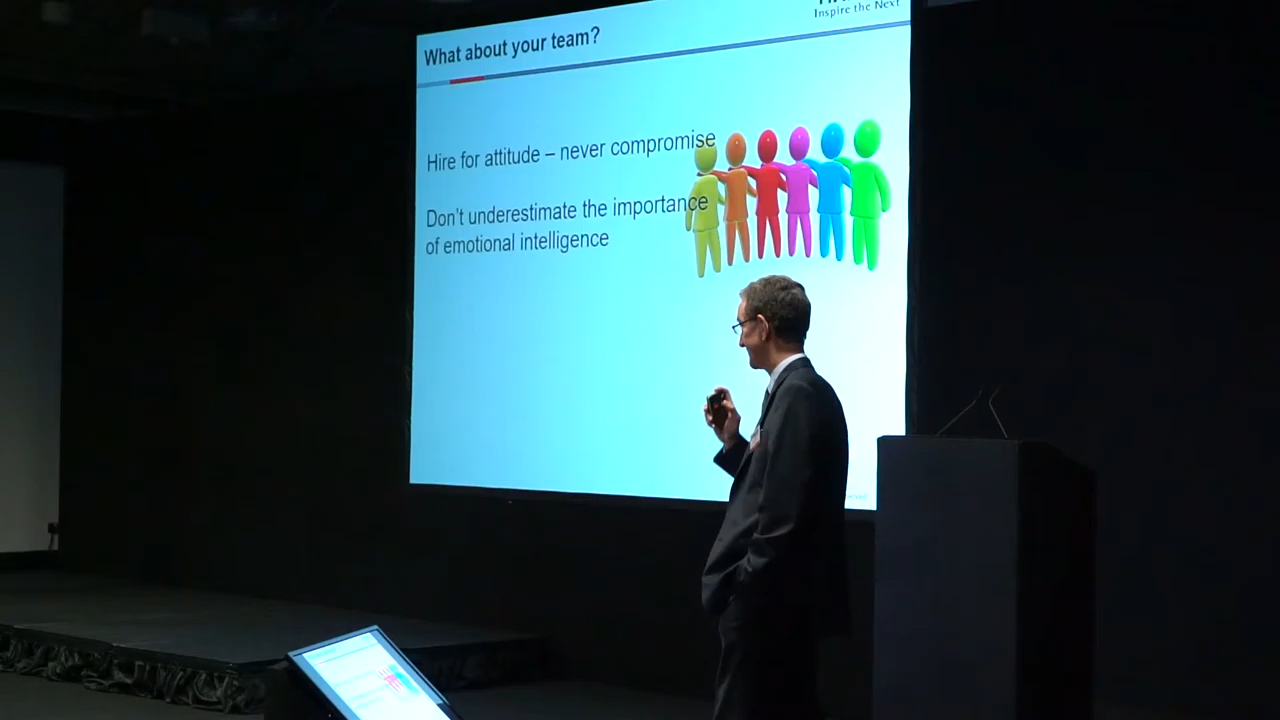 Inspire the Next
What about your team?
Hire for attitude – never compromise
Don't underestimate the importance
of emotional intelligence